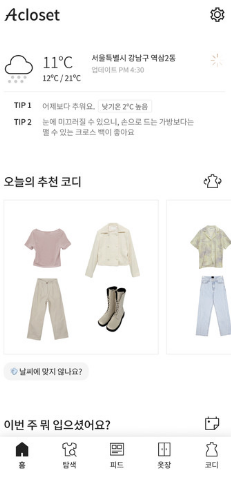 Acloset
11°C
12°C / 21°C
서울특별시 강남구 역삼2동
업데이트 PM 4:30
TIP 1 어제보다 추워요. 낮기온 2°C 높음
TIP 2 눈에 미끄러질 수 있으니, 손으로 드는 가방보다는
멜 수 있는 크로스 백이 좋아요
오늘의 추천 코디
날씨에 맞지 않나요?
이번 주 뭐 입으셨어요?
홈
탐색
피드
옷장
코디